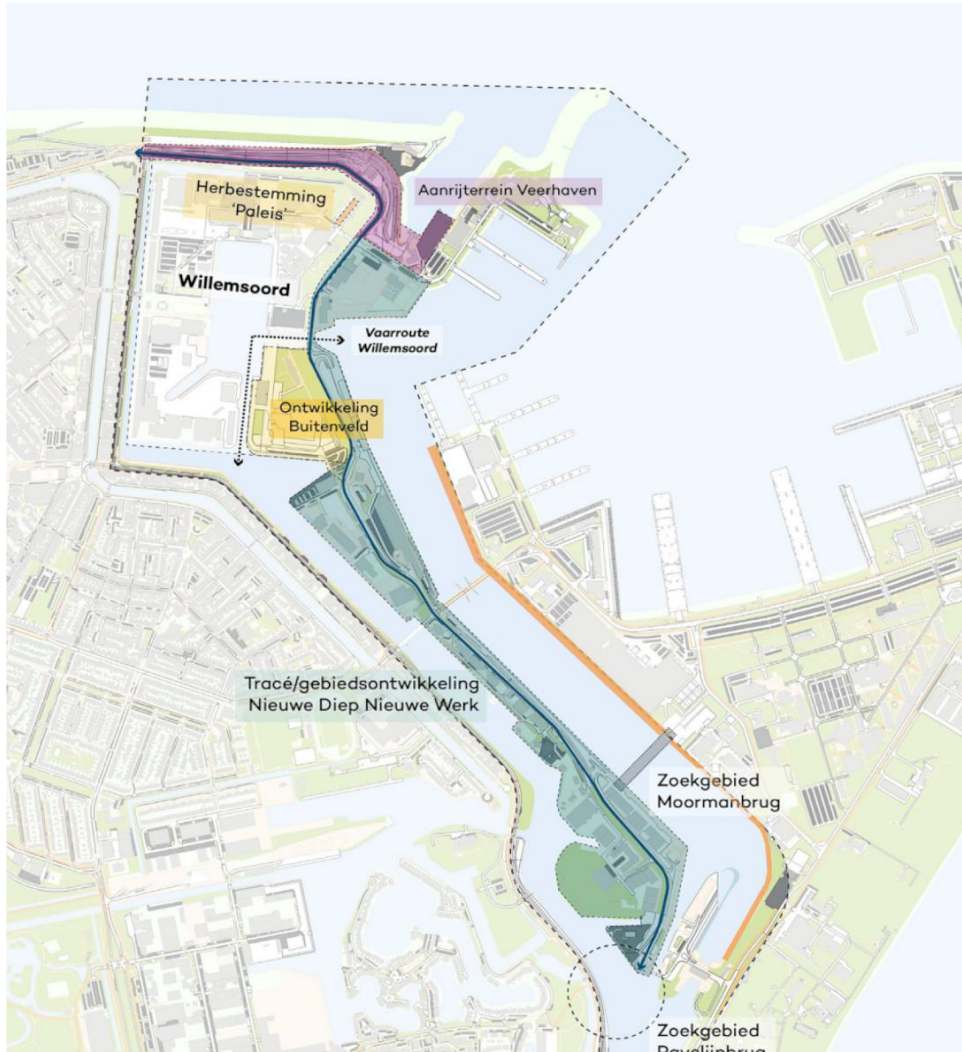 Herbestemming
'Paleis'
Aanrijterrein Veerhaven
Willemsoord
Vaarroute
Willemsoord
Ontwikkeling
Buitenveld
Tracé/gebiedsontwikkeling
Nieuwe Diep Nieuwe Werk
Zoekgebied
Moormanbrug
Zoekgebied